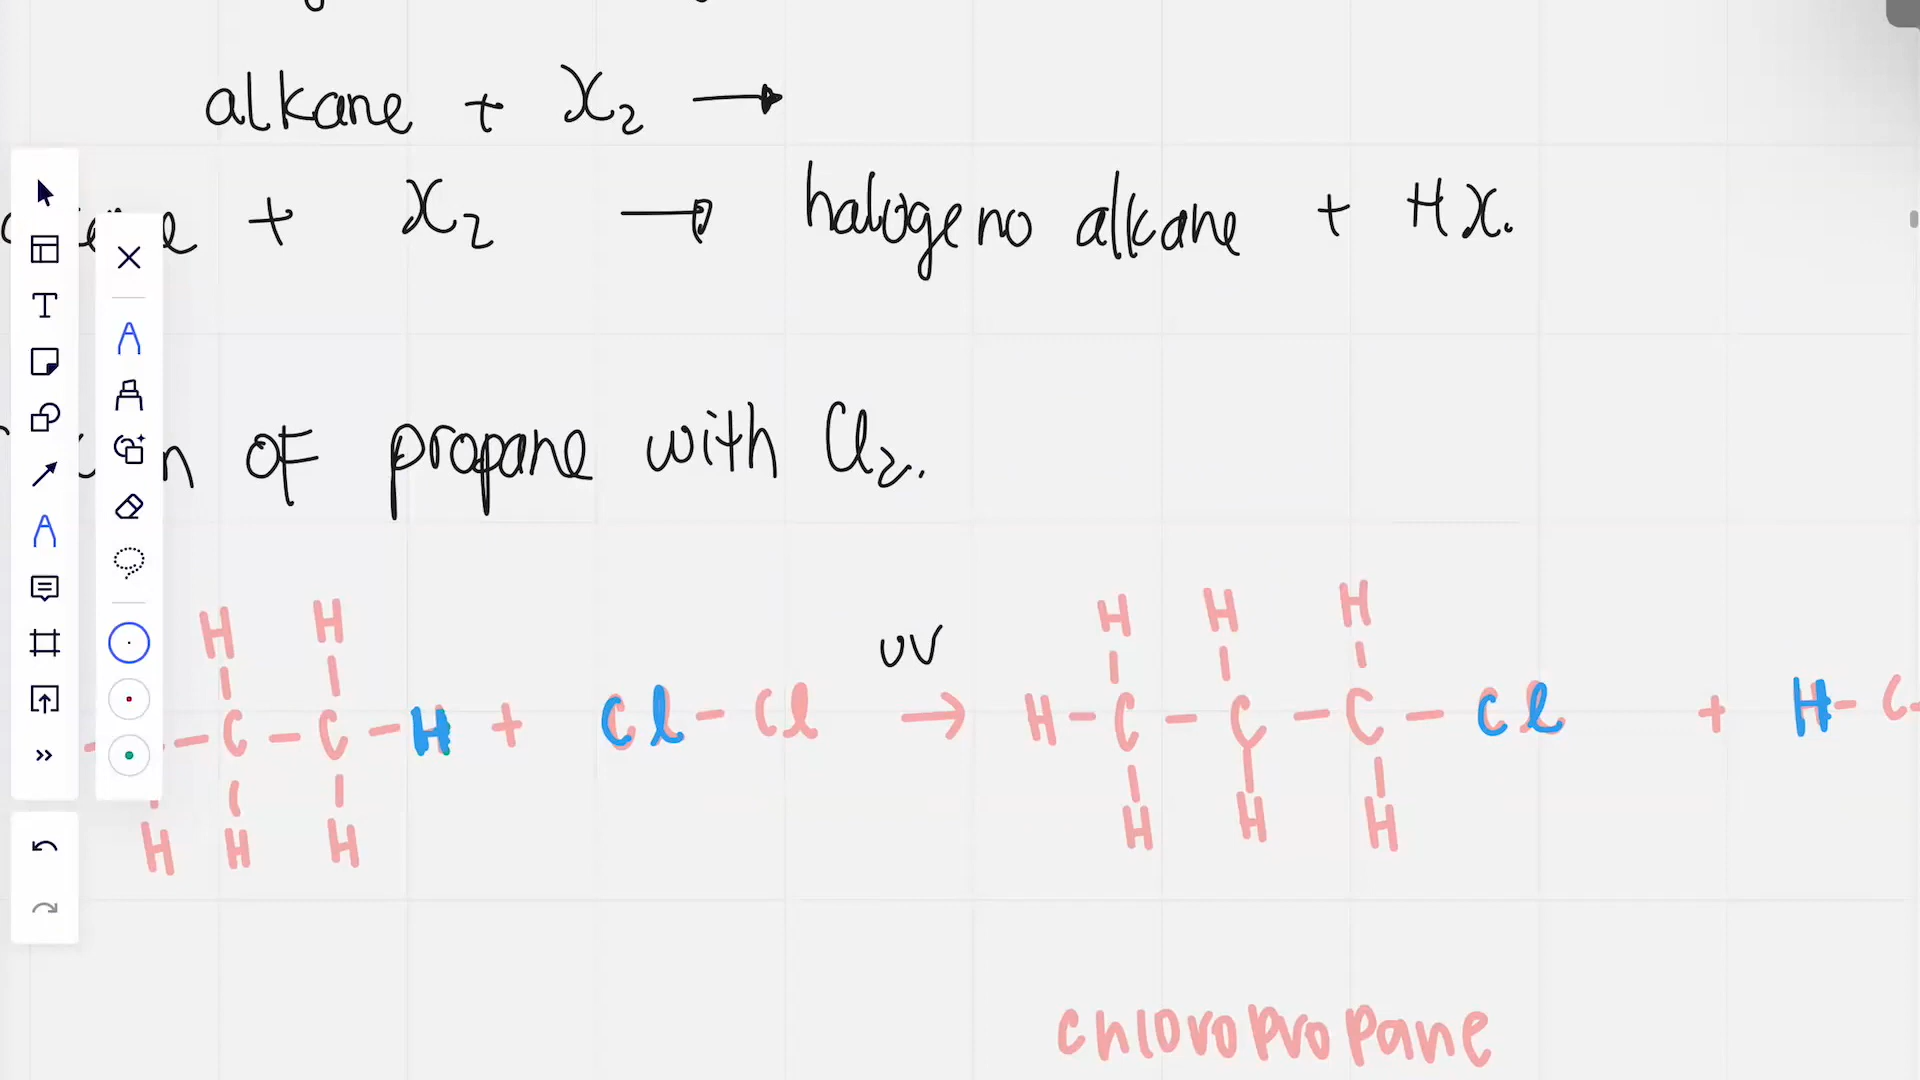 alkane + X₂ →
+ X₂ → halogeno alkane + HX.
of propane with Cl₂.
H H UV H H H
C - C - H + Cl - Cl → H - C - C - C - Cl + H - C
H H H H H H
chloropropane